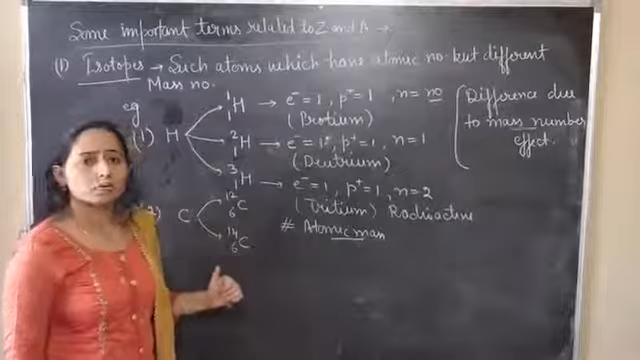 Some important terms related to Z and A →
(1) Isotopes → Such atoms which have atomic no. but different
Mass no.
eg
(1) H
¹₁H → e⁻=1, p⁺=1, n=no
(Protium)
²₁H → e⁻=1, p⁺=1, n=1
(Deutrium)
³₁H → e⁻=1, p⁺=1, n=2
(Tritium) Radioactive
(Difference due
to mass number
effect.
2) C
¹²₆C
¹⁴₆C
# Atomic mass